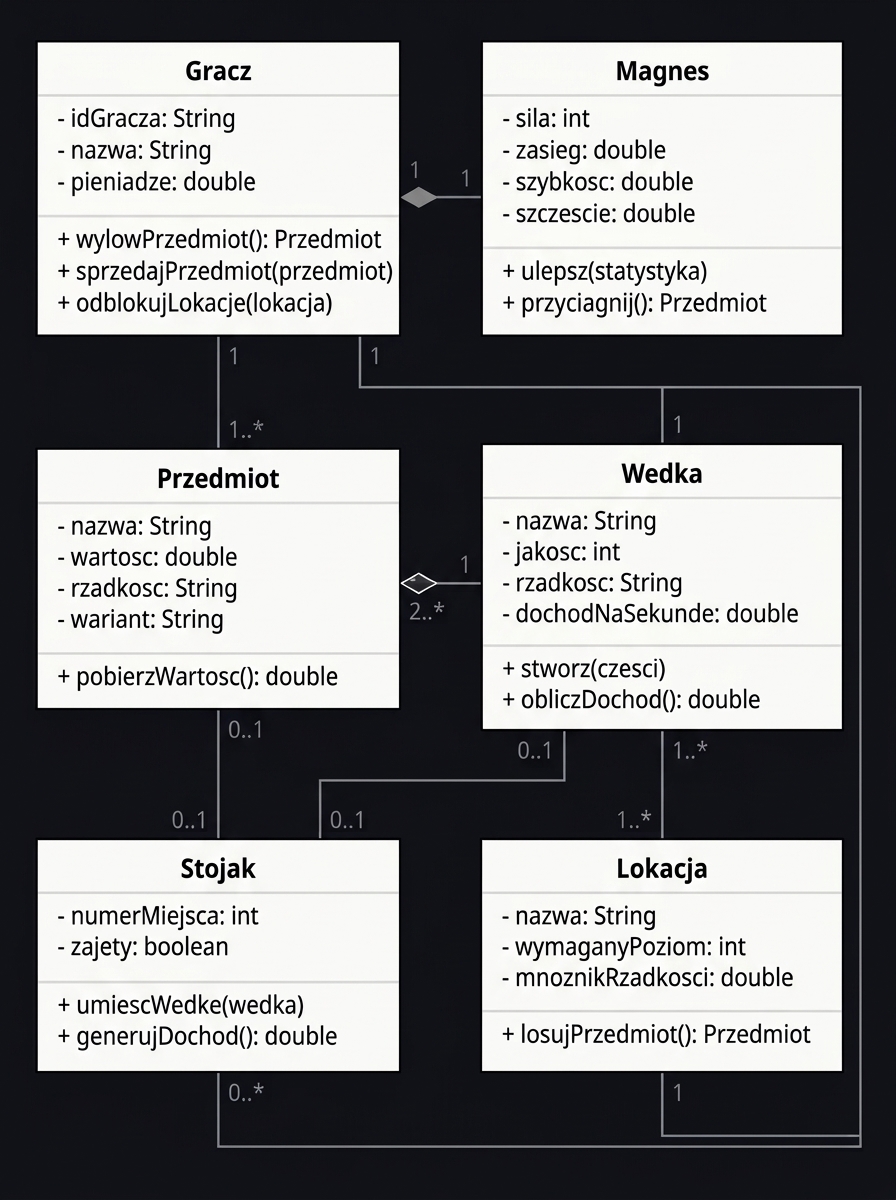 Gracz
- idGracza: String
- nazwa: String
- pieniadze: double
+ wylowPrzedmiot(): Przedmiot
+ sprzedajPrzedmiot(przedmiot)
+ odblokujLokacje(lokacja)
1
1
Magnes
- sila: int
- zasieg: double
- szybkosc: double
- szczescie: double
+ ulepsz(statystyka)
+ przyciagnij(): Przedmiot
1
1
1..*
1
Przedmiot
- nazwa: String
- wartosc: double
- rzadkosc: String
- wariant: String
+ pobierzWartosc(): double
1
2..*
Wedka
- nazwa: String
- jakosc: int
- rzadkosc: String
- dochodNaSekunde: double
+ stworz(czesci)
+ obliczDochod(): double
0..1
0..1
1..*
0..1
0..1
1..*
Stojak
- numerMiejsca: int
- zajety: boolean
+ umiescWedke(wedka)
+ generujDochod(): double
Lokacja
- nazwa: String
- wymaganyPoziom: int
- mnoznikRzadkosci: double
+ losujPrzedmiot(): Przedmiot
0..*
1